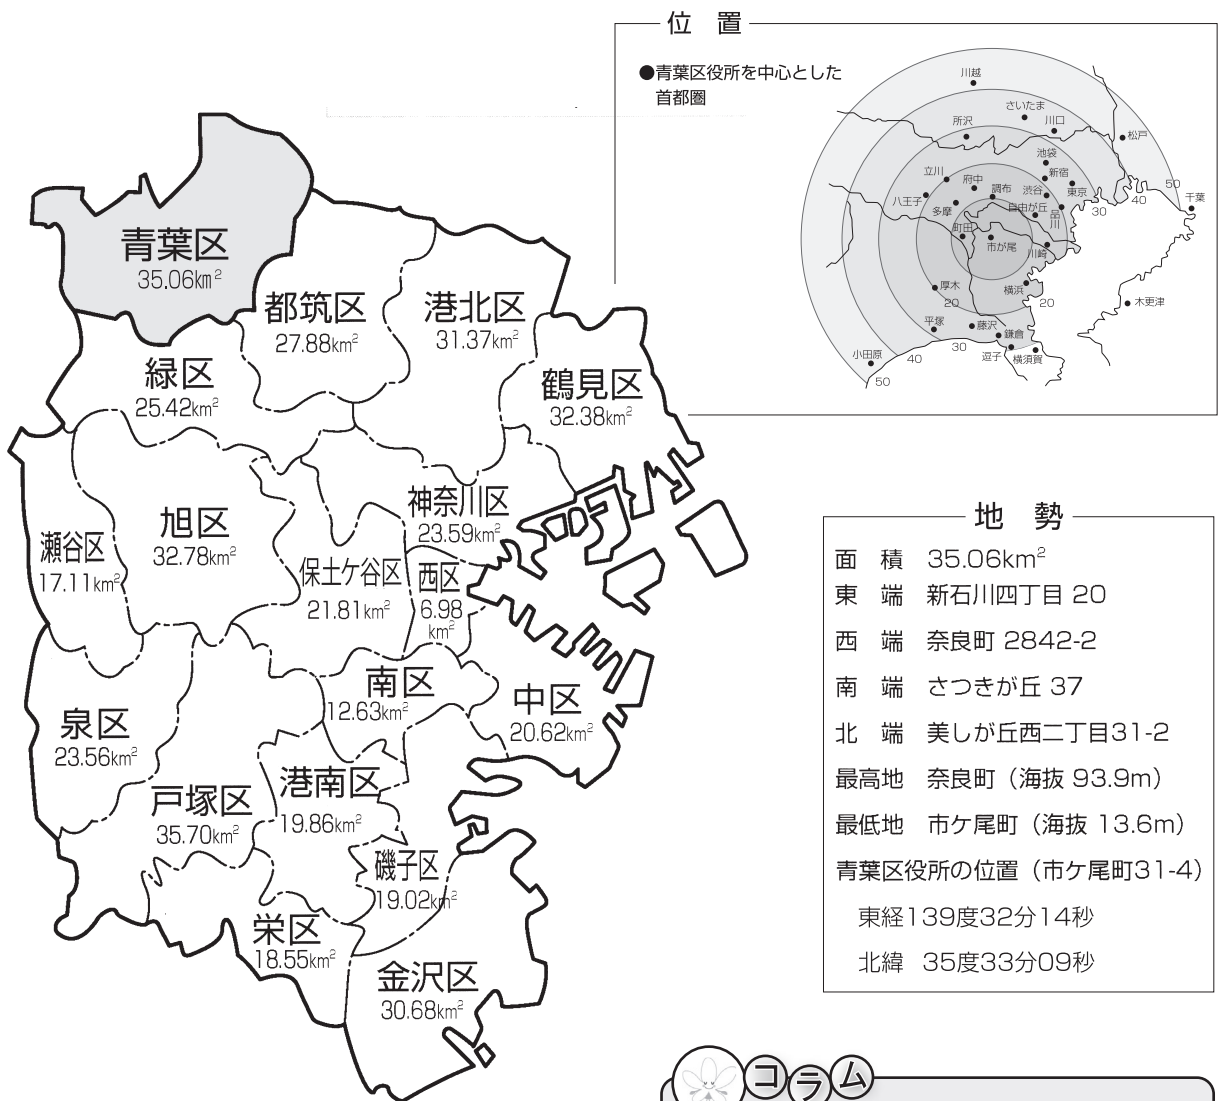 位 置
●青葉区役所を中心とした
首都圏
川越
さいたま
川口
所沢
松戸
池袋
立川
府中
新宿
八王子
調布
渋谷
東京
千葉
多摩
自由が丘
品川
町田
市が尾
川崎
厚木
横浜
木更津
平塚
藤沢
鎌倉
小田原
逗子
横須賀
20
30
40
50
20
30
40
50
青葉区
35.06km²
都筑区
27.88km²
港北区
31.37km²
緑区
25.42km²
鶴見区
32.38km²
神奈川区
23.59km²
旭区
32.78km²
瀬谷区
17.11km²
保土ケ谷区
21.81km²
西区
6.98
km²
南区
12.63km²
中区
20.62km²
泉区
23.56km²
戸塚区
35.70km²
港南区
19.86km²
磯子区
19.02km²
栄区
18.55km²
金沢区
30.68km²
地 勢
面 積 35.06km²
東 端 新石川四丁目 20
西 端 奈良町 2842-2
南 端 さつきが丘 37
北 端 美しが丘西二丁目31-2
最高地 奈良町（海抜 93.9m）
最低地 市ケ尾町（海抜 13.6m）
青葉区役所の位置（市ケ尾町31-4）
東経139度32分14秒
北緯 35度33分09秒
コラム